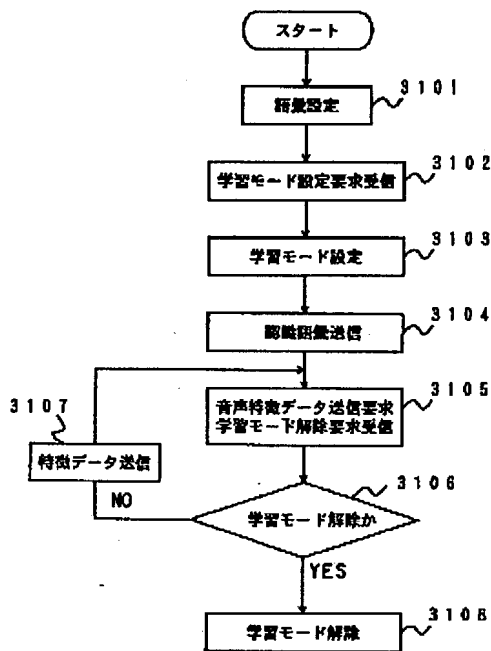 スタート
3101
語彙設定
3102
学習モード設定要求受信
3103
学習モード設定
3104
認識語彙送信
3105
音声特徴データ送信要求
学習モード解除要求受信
3107
特徴データ送信
3106
NO
学習モード解除か
YES
3108
学習モード解除